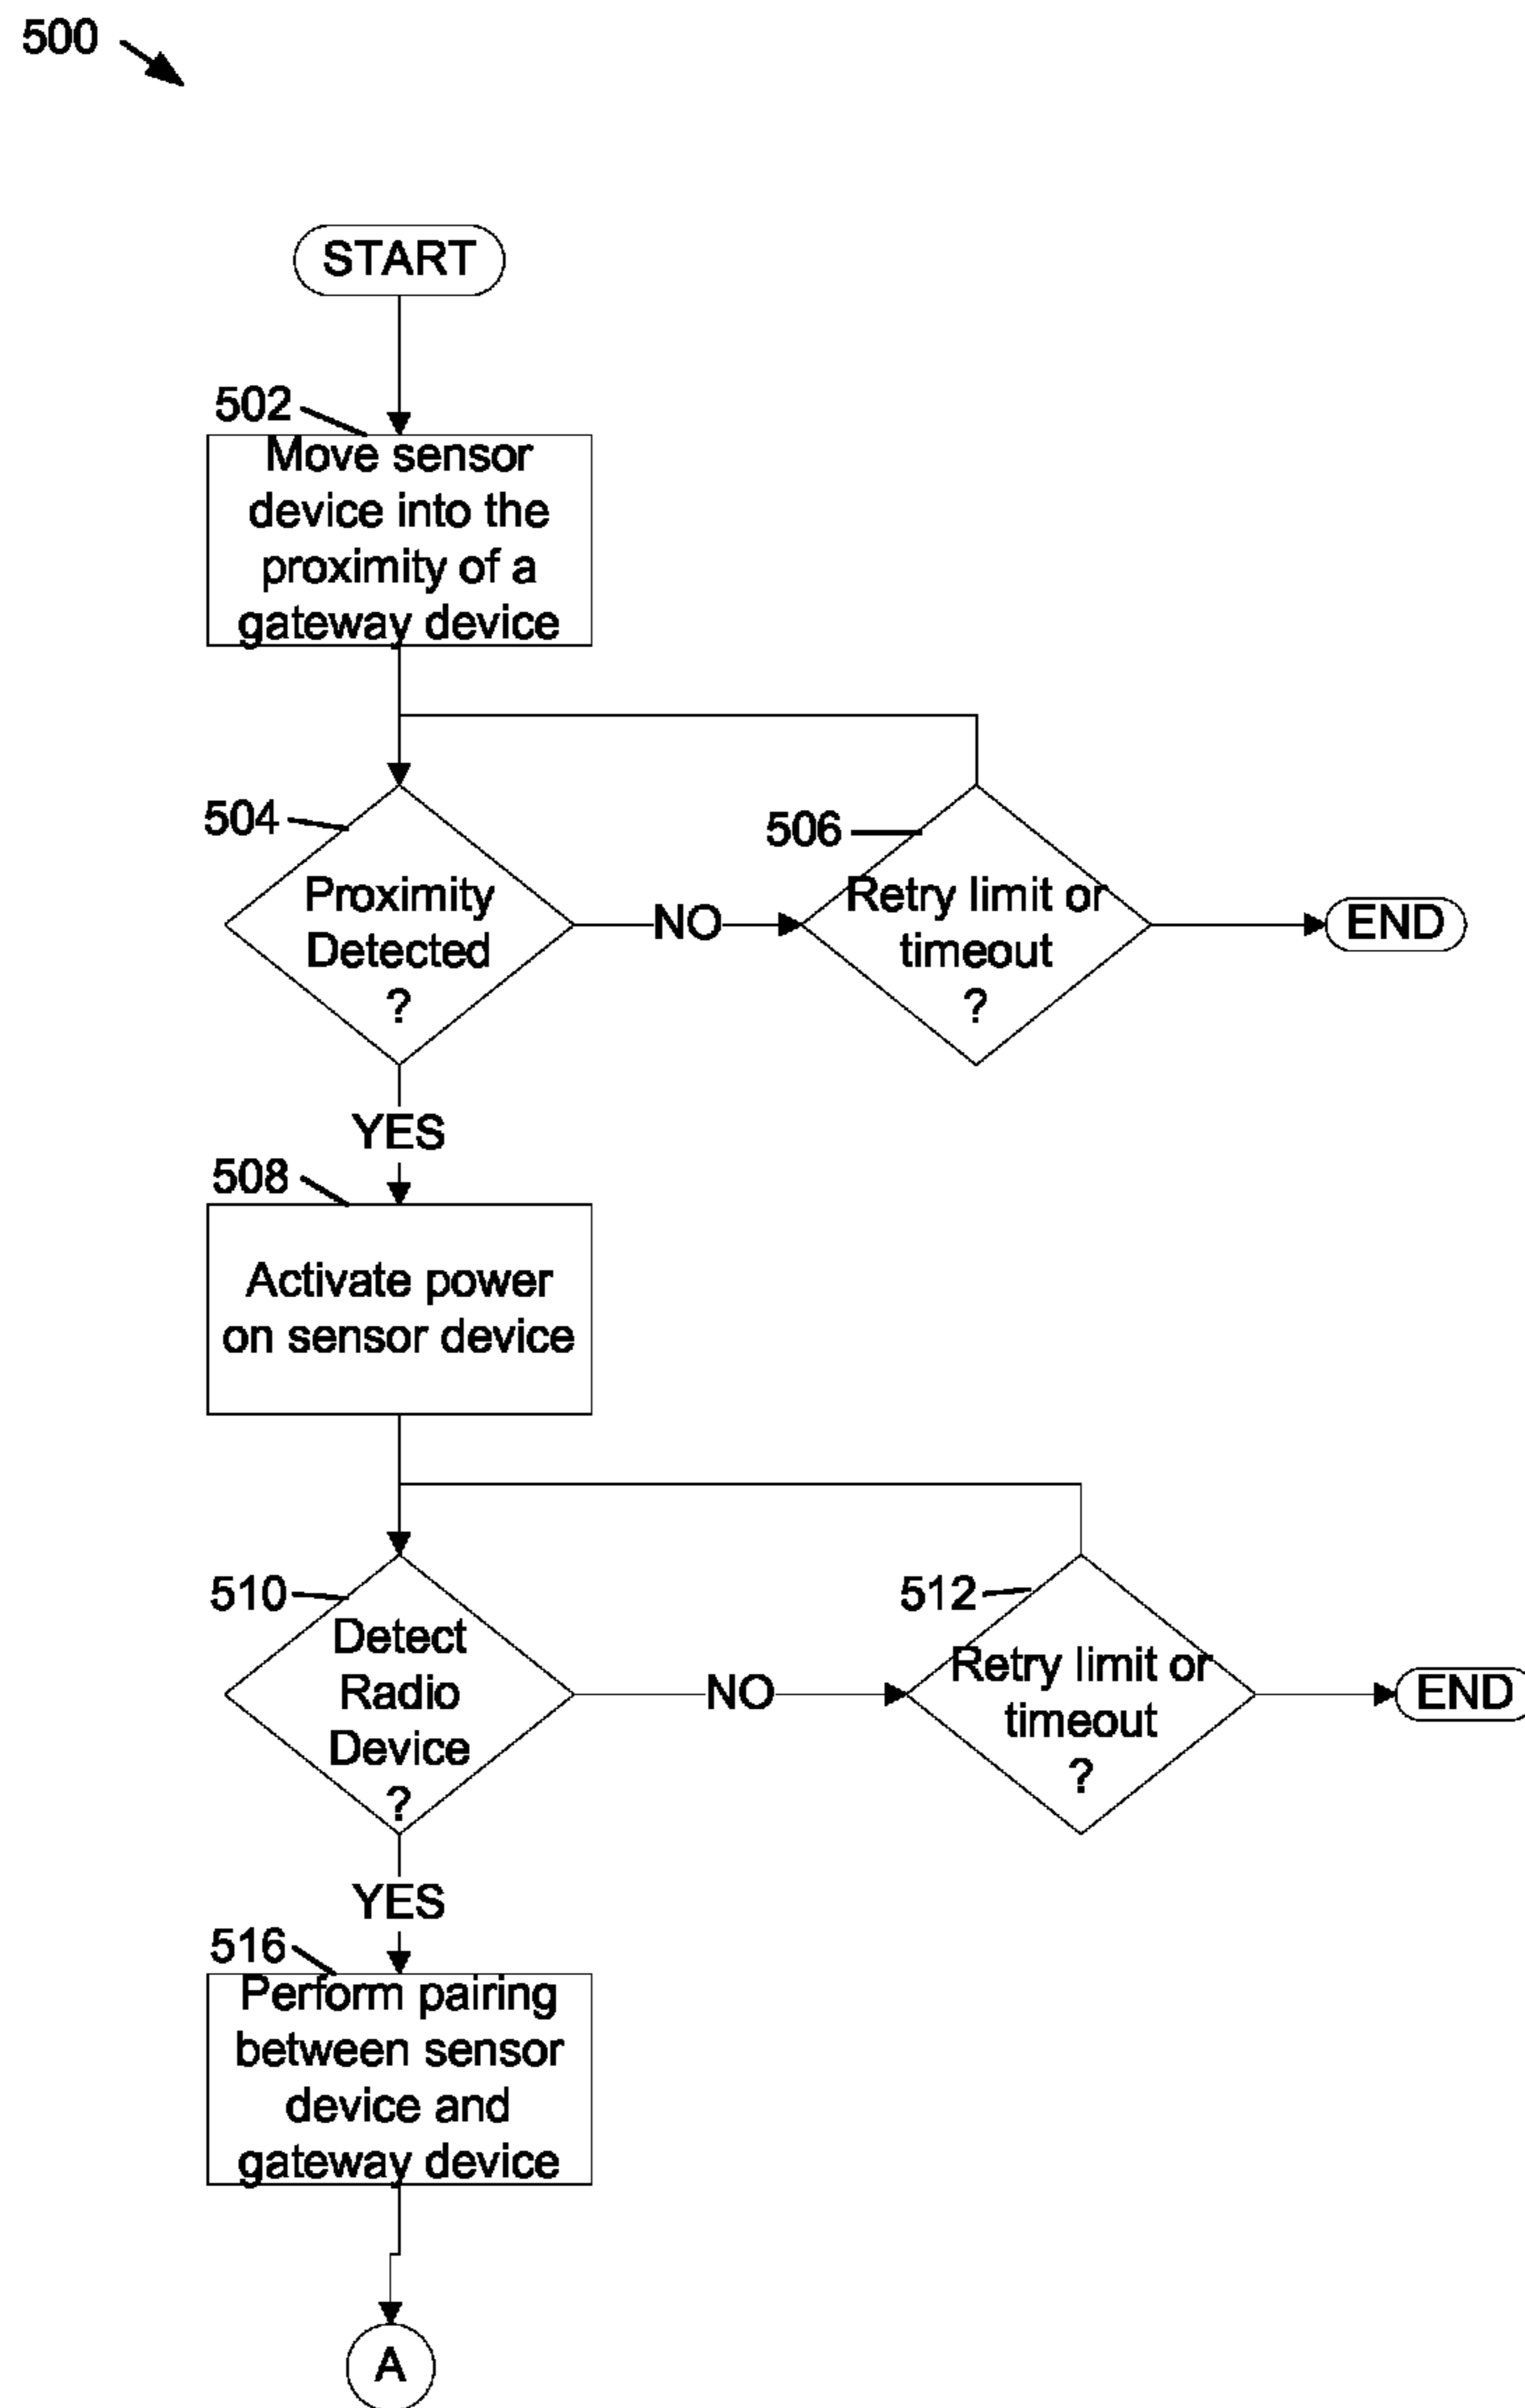 500
START
502
Move sensor
device into the
proximity of a
gateway device
504
Proximity
Detected
?
NO
506
Retry limit or
timeout
?
END
YES
508
Activate power
on sensor device
510
Detect
Radio
Device
?
NO
512
Retry limit or
timeout
?
END
YES
516
Perform pairing
between sensor
device and
gateway device
A